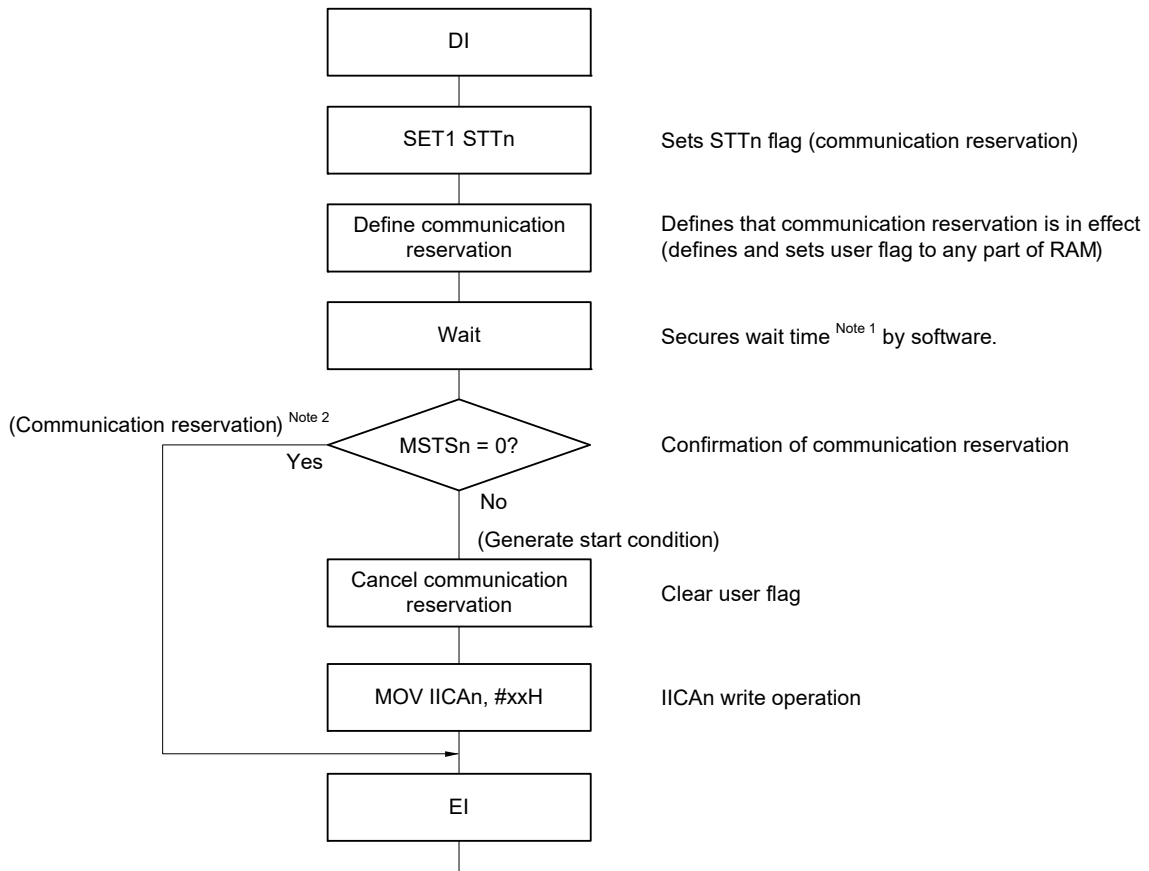 DI
SET1 STTn
Sets STTn flag (communication reservation)
Define communication
reservation
Defines that communication reservation is in effect
(defines and sets user flag to any part of RAM)
Wait
Secures wait time Note 1 by software.
(Communication reservation) Note 2
MSTSn = 0?
Confirmation of communication reservation
Yes
No
(Generate start condition)
Cancel communication
reservation
Clear user flag
MOV IICAn, #xxH
IICAn write operation
EI